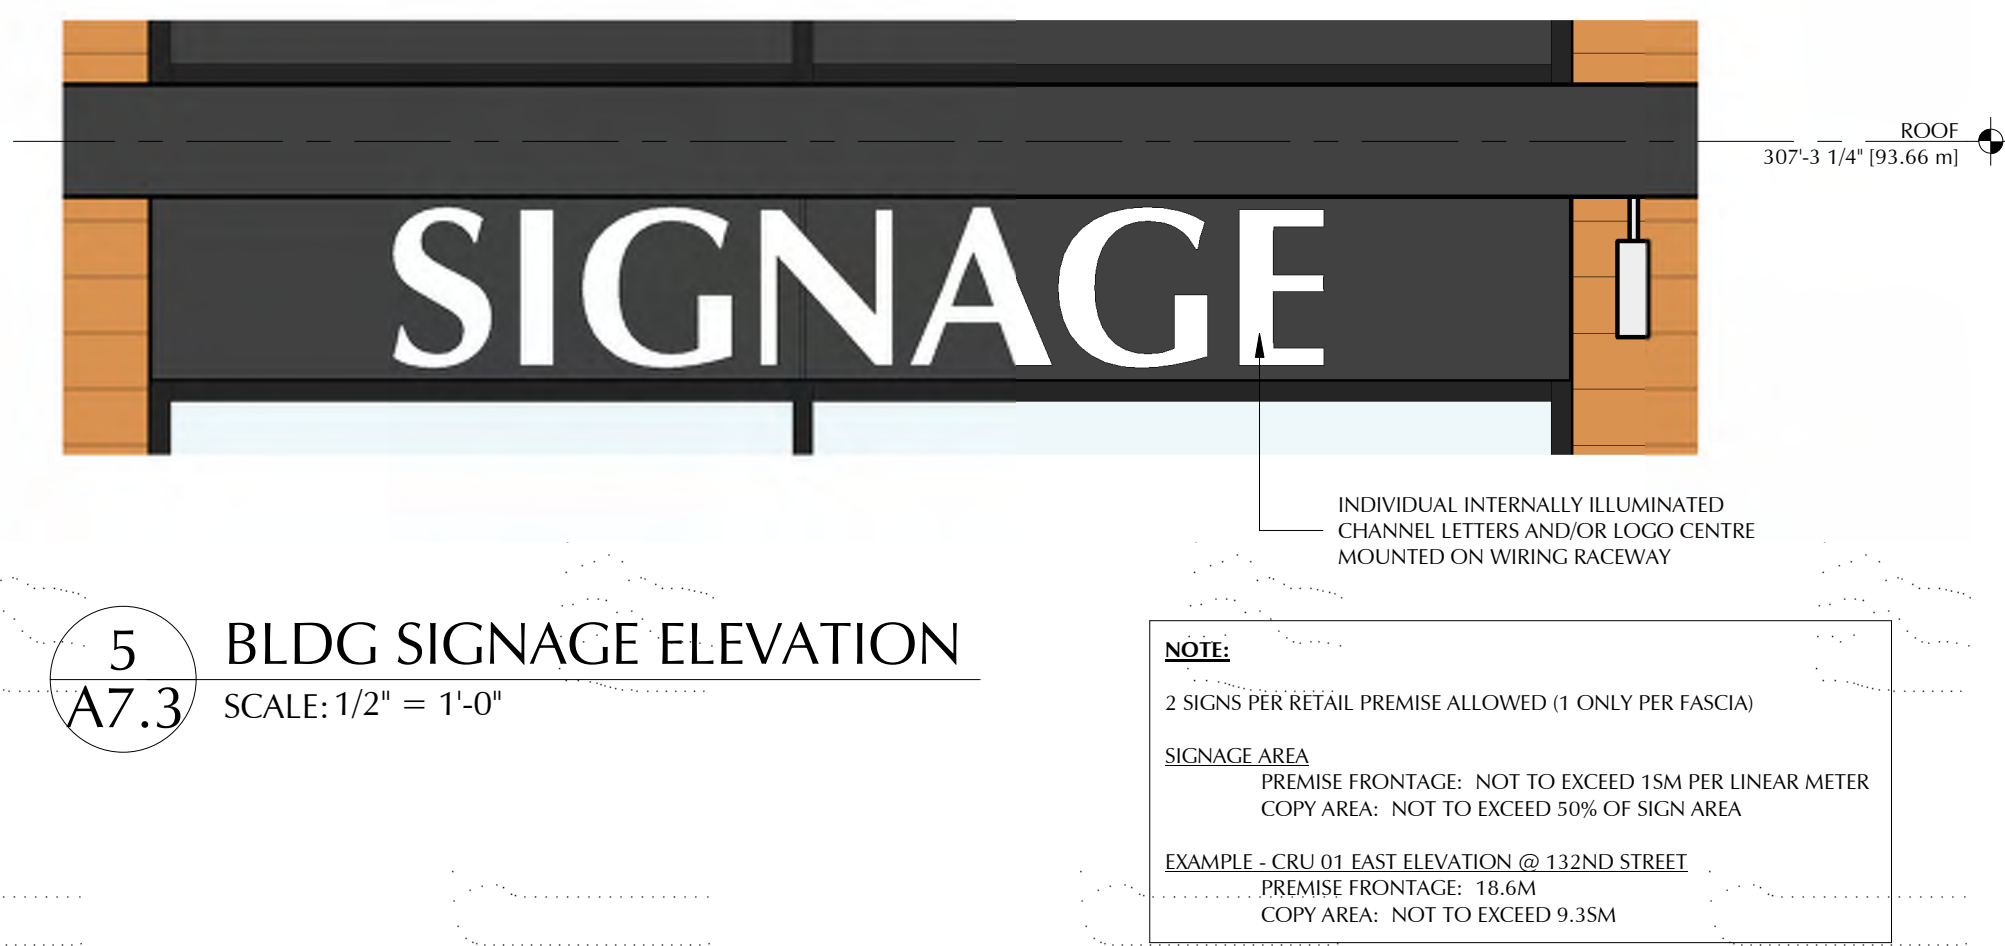 ROOF
307'-3 1/4" [93.66 m]
SIGNAGE
INDIVIDUAL INTERNALLY ILLUMINATED
CHANNEL LETTERS AND/OR LOGO CENTRE
MOUNTED ON WIRING RACEWAY
5
A7.3
BLDG SIGNAGE ELEVATION
SCALE: 1/2" = 1'-0"
NOTE:
2 SIGNS PER RETAIL PREMISE ALLOWED (1 ONLY PER FASCIA)
SIGNAGE AREA
PREMISE FRONTAGE: NOT TO EXCEED 1SM PER LINEAR METER
COPY AREA: NOT TO EXCEED 50% OF SIGN AREA
EXAMPLE - CRU 01 EAST ELEVATION @ 132ND STREET
PREMISE FRONTAGE: 18.6M
COPY AREA: NOT TO EXCEED 9.3SM